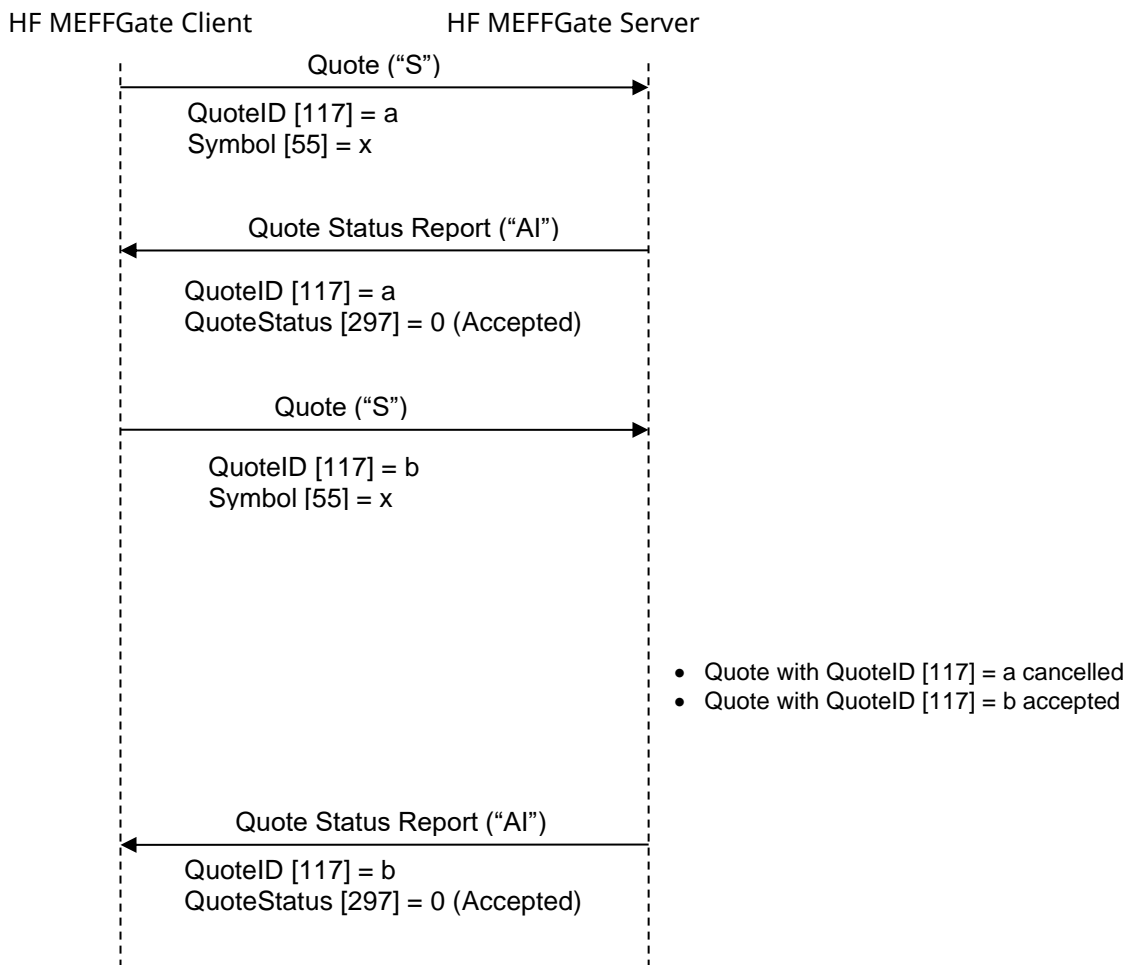 HF MEFFGate Client HF MEFFGate Server
Quote (“S”)
QuoteID [117] = a
Symbol [55] = x
Quote Status Report (“AI”)
QuoteID [117] = a
QuoteStatus [297] = 0 (Accepted)
Quote (“S”)
QuoteID [117] = b
Symbol [55] = x
• Quote with QuoteID [117] = a cancelled
• Quote with QuoteID [117] = b accepted
Quote Status Report (“AI”)
QuoteID [117] = b
QuoteStatus [297] = 0 (Accepted)